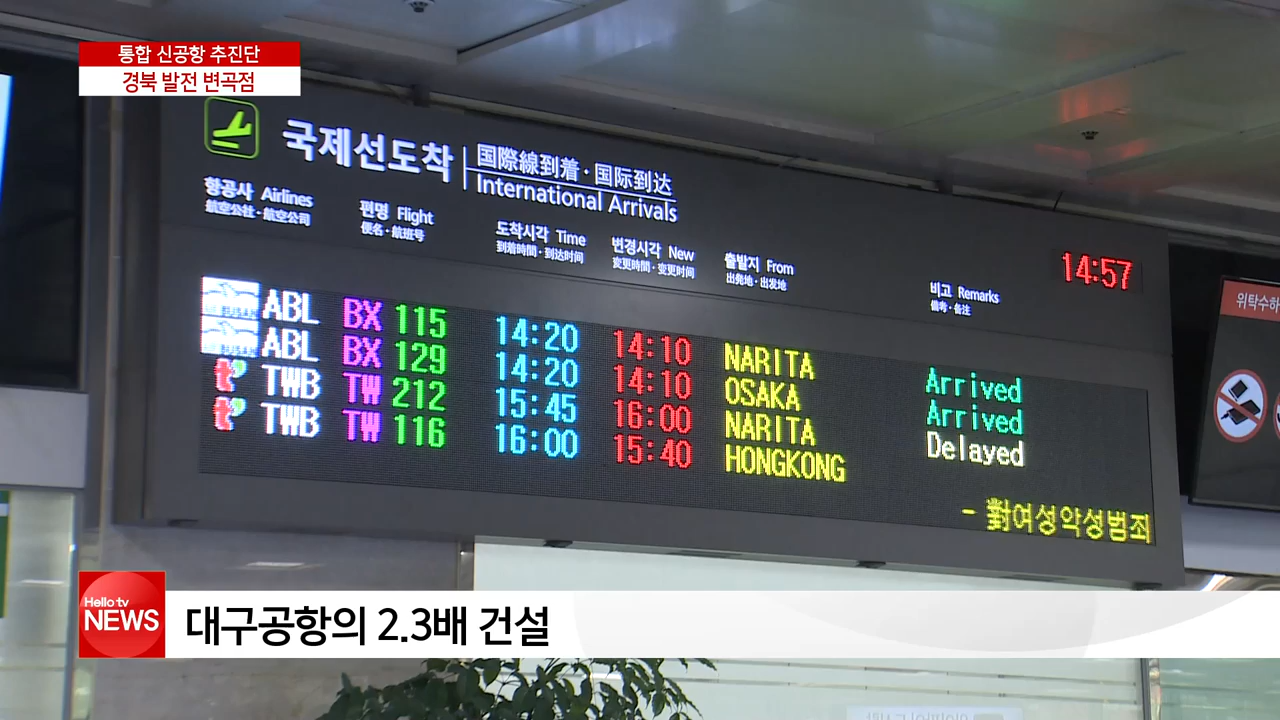 통합 신공항 추진단
경북 발전 변곡점
국제선도착 国際線到着·国际到达
International Arrivals
항공사 Airlines 편명 Flight 도착시각 Time 변경시각 New 출발지 From 비고 Remarks
航空公社·航空公司 便名·航班号 到着時間·到达时间 変更時间·变更时间 出発地·出发地 備考·备注
14:57
ABL BX 115 14:20 14:10 NARITA Arrived
ABL BX 129 14:20 14:10 OSAKA Arrived
t' TWB TW 212 15:45 16:00 NARITA Delayed
t' TWB TW 116 16:00 15:40 HONGKONG
- 對여성악성범죄
위탁수하
Hello tv
NEWS
대구공항의 2.3배 건설